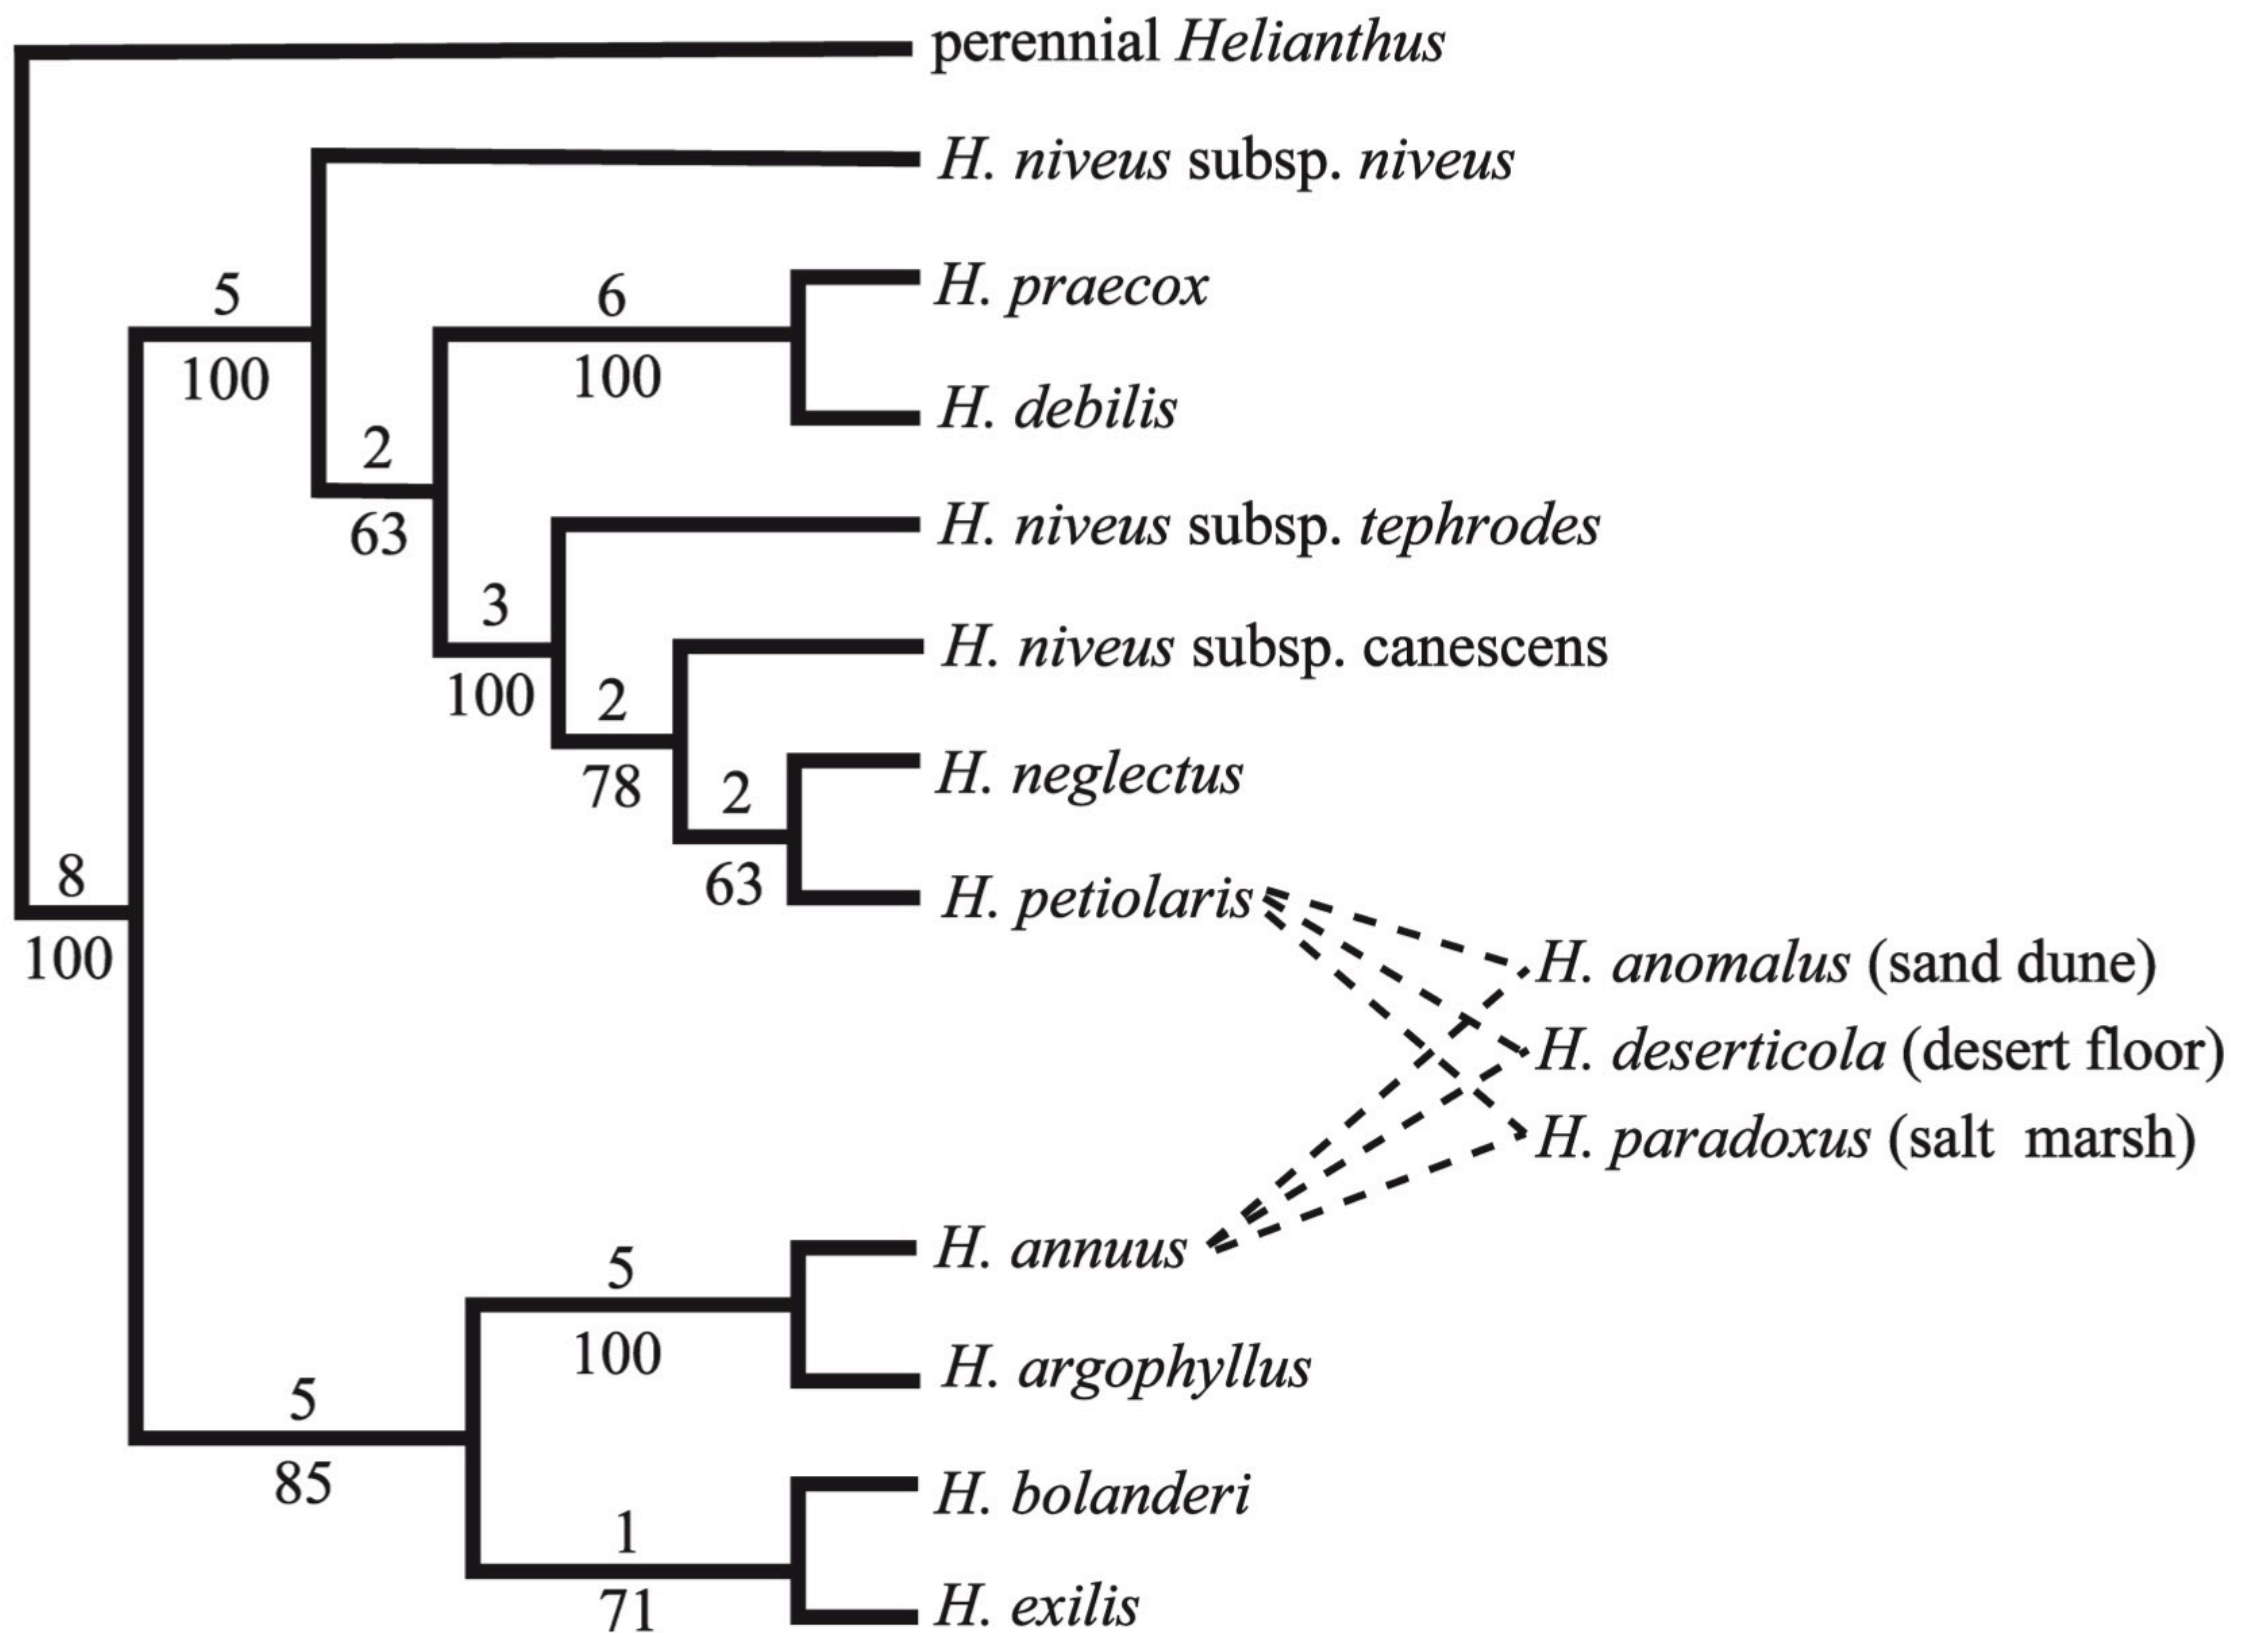 perennial Helianthus
H. niveus subsp. niveus
5
100
6
100
H. praecox
H. debilis
2
63
H. niveus subsp. tephrodes
3
100
H. niveus subsp. canescens
2
78
H. neglectus
2
63
H. petiolaris
8
100
H. anomalus (sand dune)
H. deserticola (desert floor)
H. paradoxus (salt marsh)
H. annuus
5
100
H. argophyllus
5
85
H. bolanderi
1
71
H. exilis